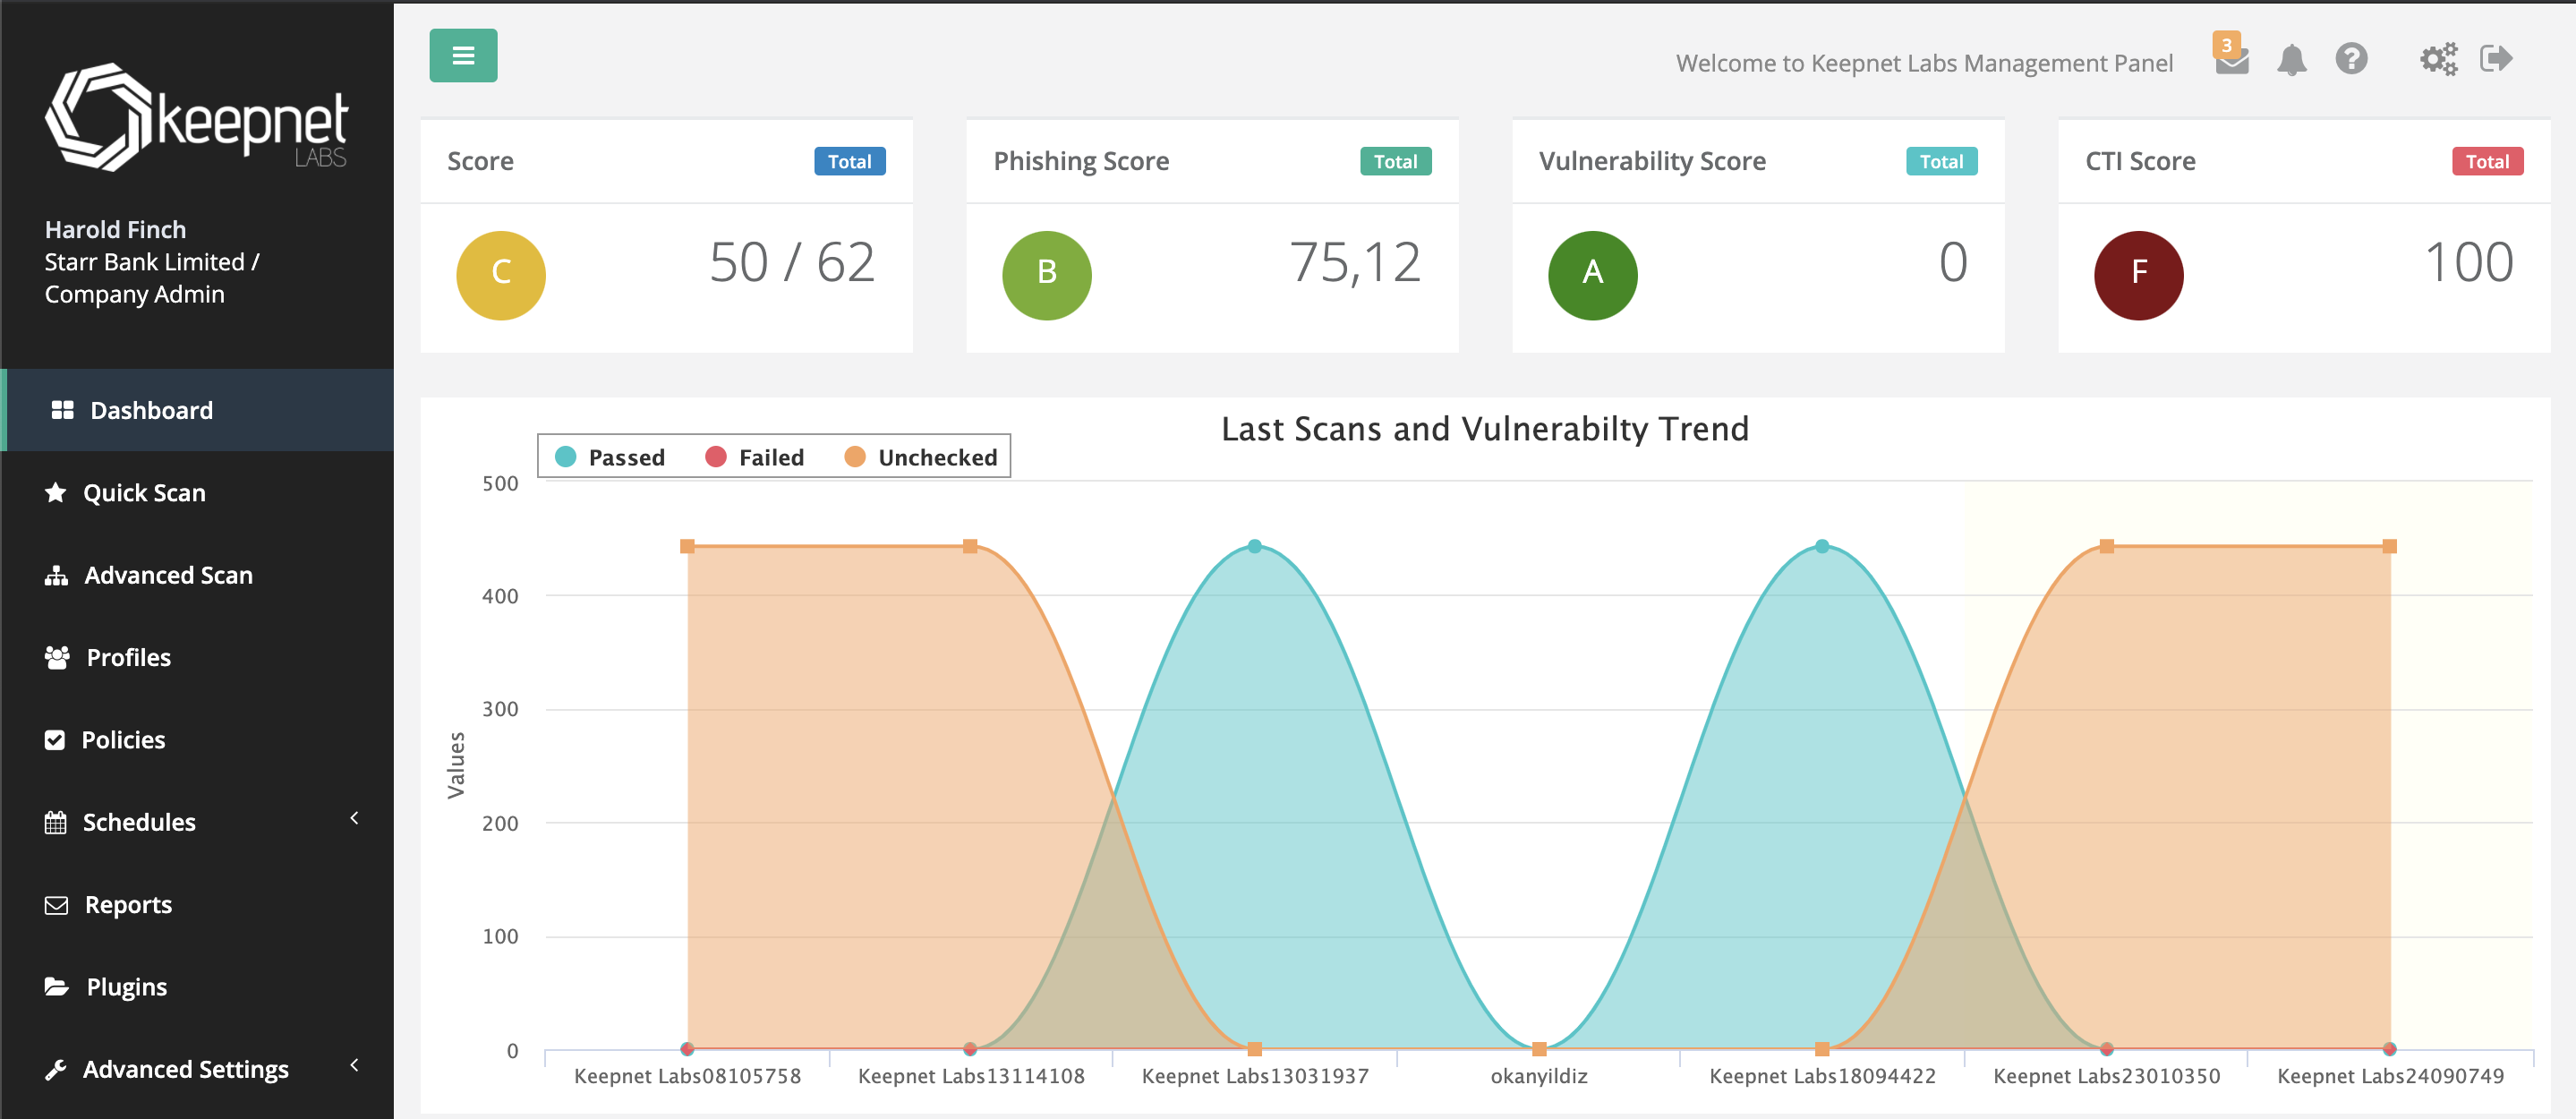 keepnet
LABS
Harold Finch
Starr Bank Limited /
Company Admin
Dashboard
Quick Scan
Advanced Scan
Profiles
Policies
Schedules
Reports
Plugins
Advanced Settings
Welcome to Keepnet Labs Management Panel
3
Score Total
C 50 / 62
Phishing Score Total
B 75,12
Vulnerability Score Total
A 0
CTI Score Total
F 100
Last Scans and Vulnerabilty Trend
Passed Failed Unchecked
Values
500
400
300
200
100
0
Keepnet Labs08105758 Keepnet Labs13114108 Keepnet Labs13031937 okanyildiz Keepnet Labs18094422 Keepnet Labs23010350 Keepnet Labs24090749